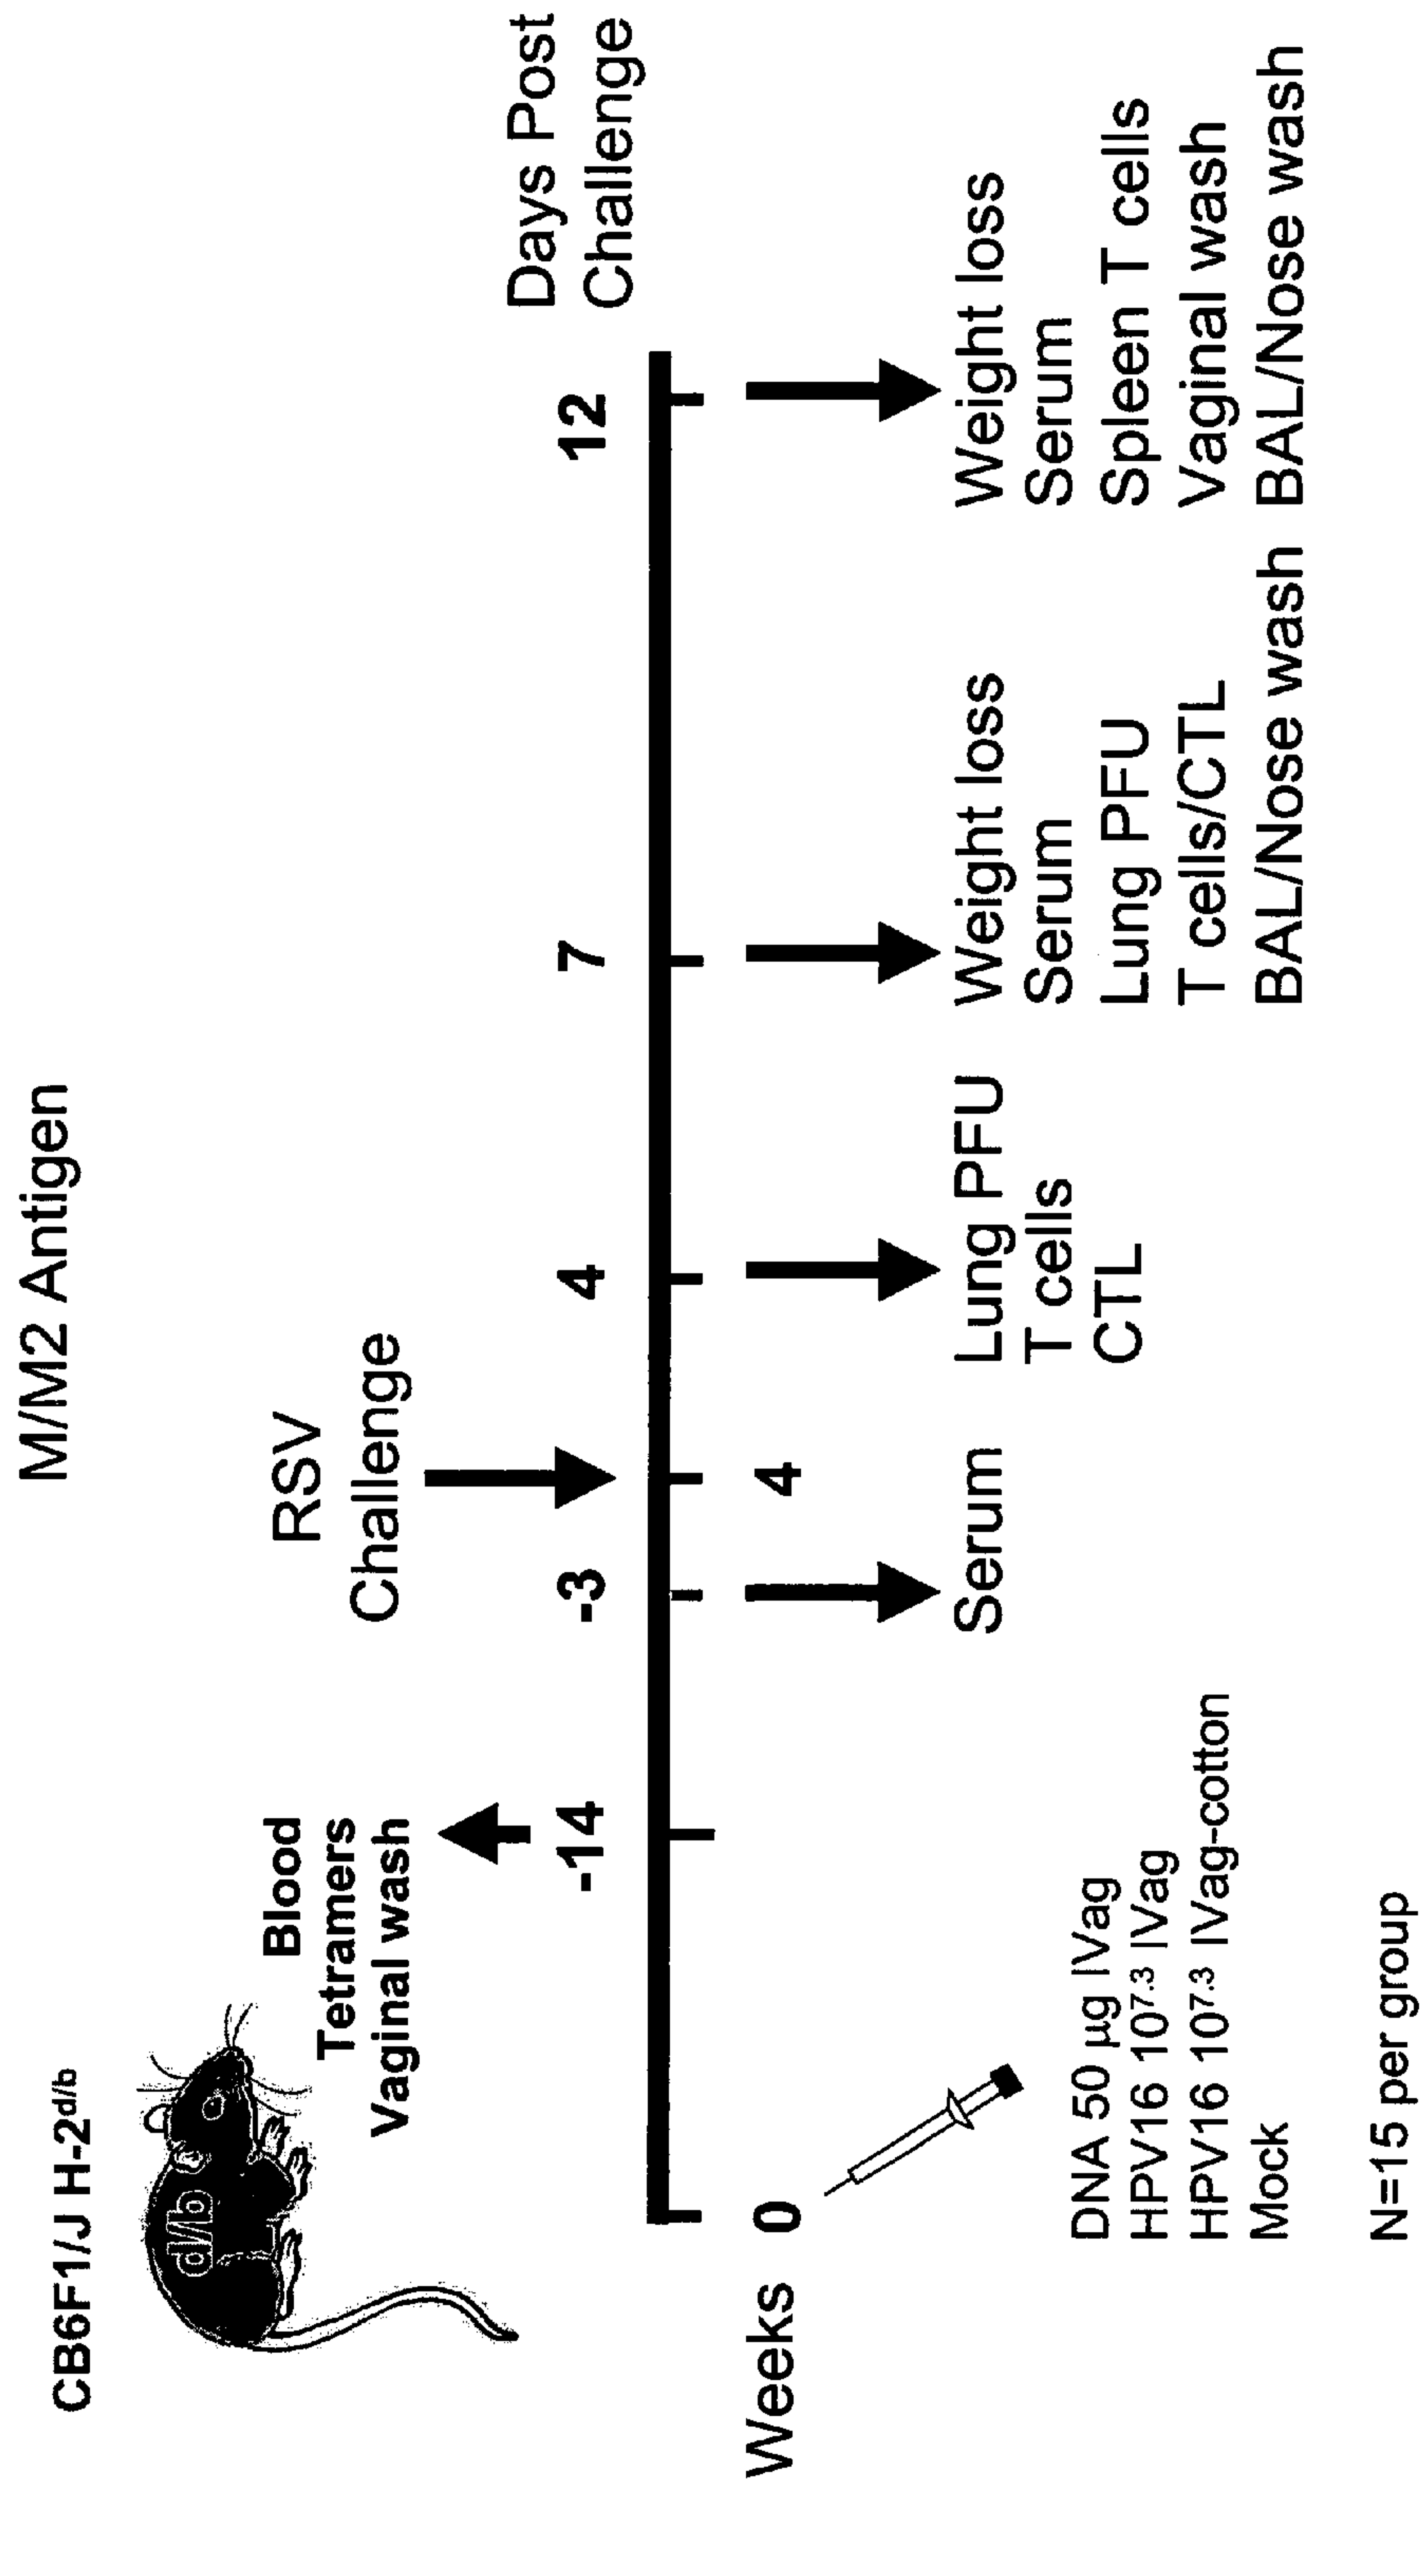 M/M2 Antigen
CB6F1/J H-2d/b
d/b
Blood
Tetramers
Vaginal wash
RSV
Challenge
Days Post
Challenge
-14
-3
4
7
12
Weeks
0
4
DNA 50 µg IVag
HPV16 10⁷·³ IVag
HPV16 10⁷·³ IVag-cotton
Mock
N=15 per group
Serum
Lung PFU
T cells
CTL
Weight loss
Serum
Lung PFU
T cells/CTL
BAL/Nose wash
Weight loss
Serum
Spleen T cells
Vaginal wash
BAL/Nose wash